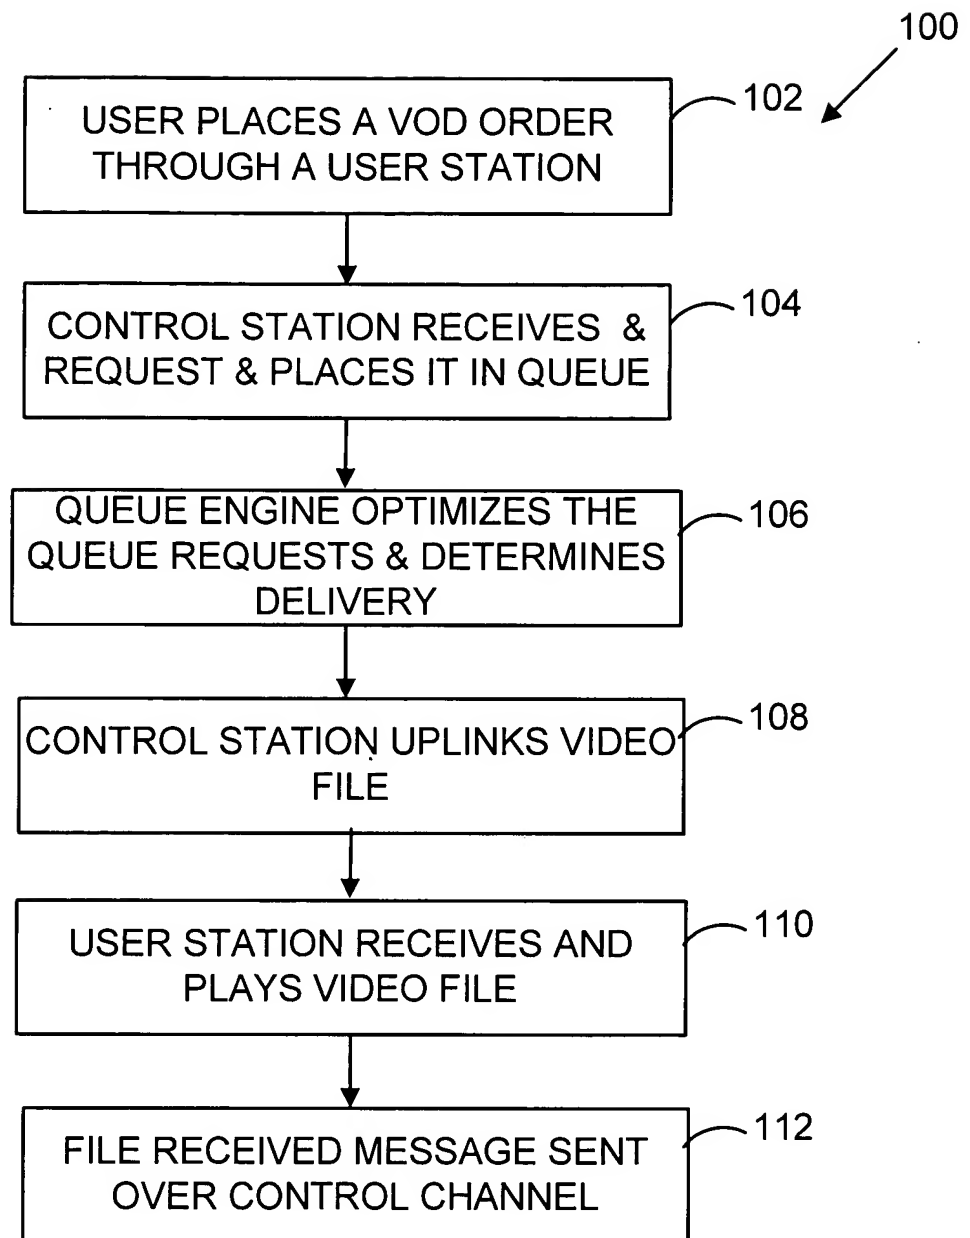 100
USER PLACES A VOD ORDER
THROUGH A USER STATION
102
CONTROL STATION RECEIVES &
REQUEST & PLACES IT IN QUEUE
104
QUEUE ENGINE OPTIMIZES THE
QUEUE REQUESTS & DETERMINES
DELIVERY
106
CONTROL STATION UPLINKS VIDEO
FILE
108
USER STATION RECEIVES AND
PLAYS VIDEO FILE
110
FILE RECEIVED MESSAGE SENT
OVER CONTROL CHANNEL
112